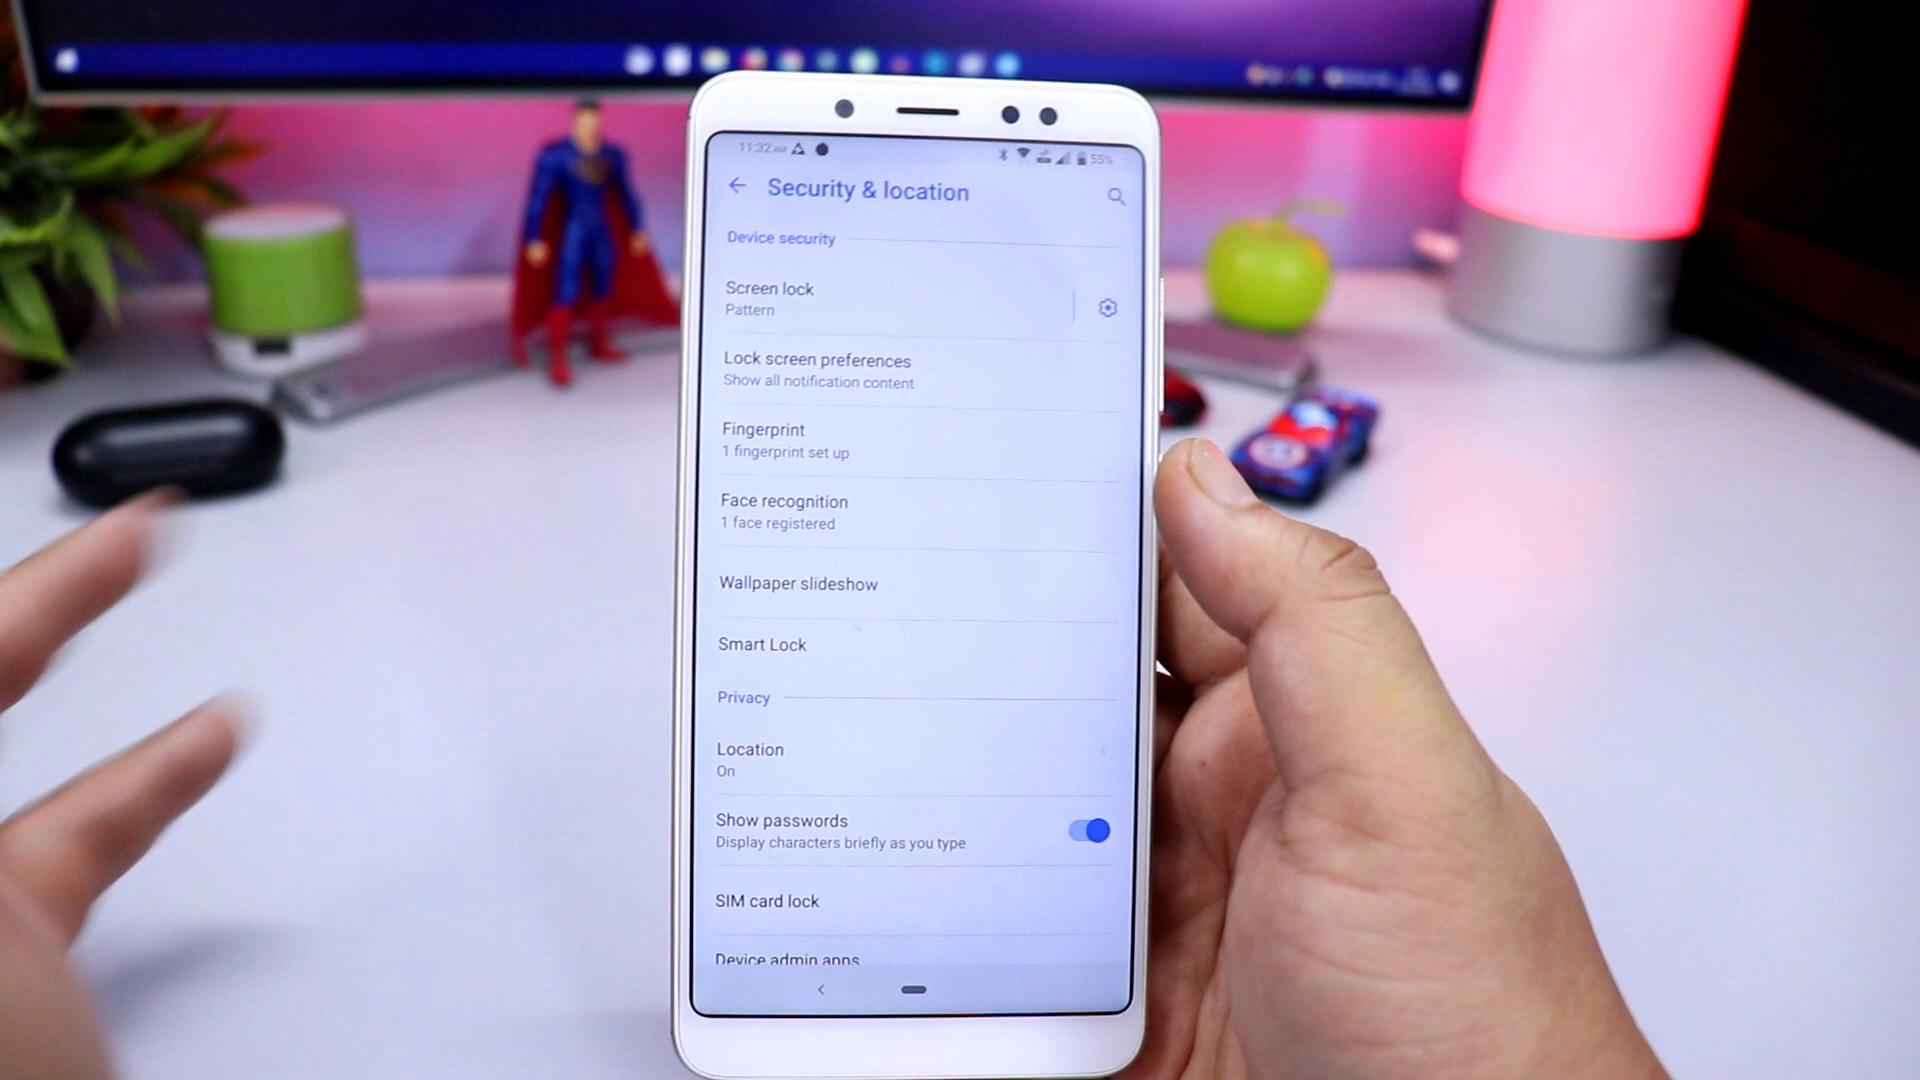 11:32 AM 55%
Security & location
Device security
Screen lock
Pattern
Lock screen preferences
Show all notification content
Fingerprint
1 fingerprint set up
Face recognition
1 face registered
Wallpaper slideshow
Smart Lock
Privacy
Location
On
Show passwords
Display characters briefly as you type
SIM card lock
Device admin apps